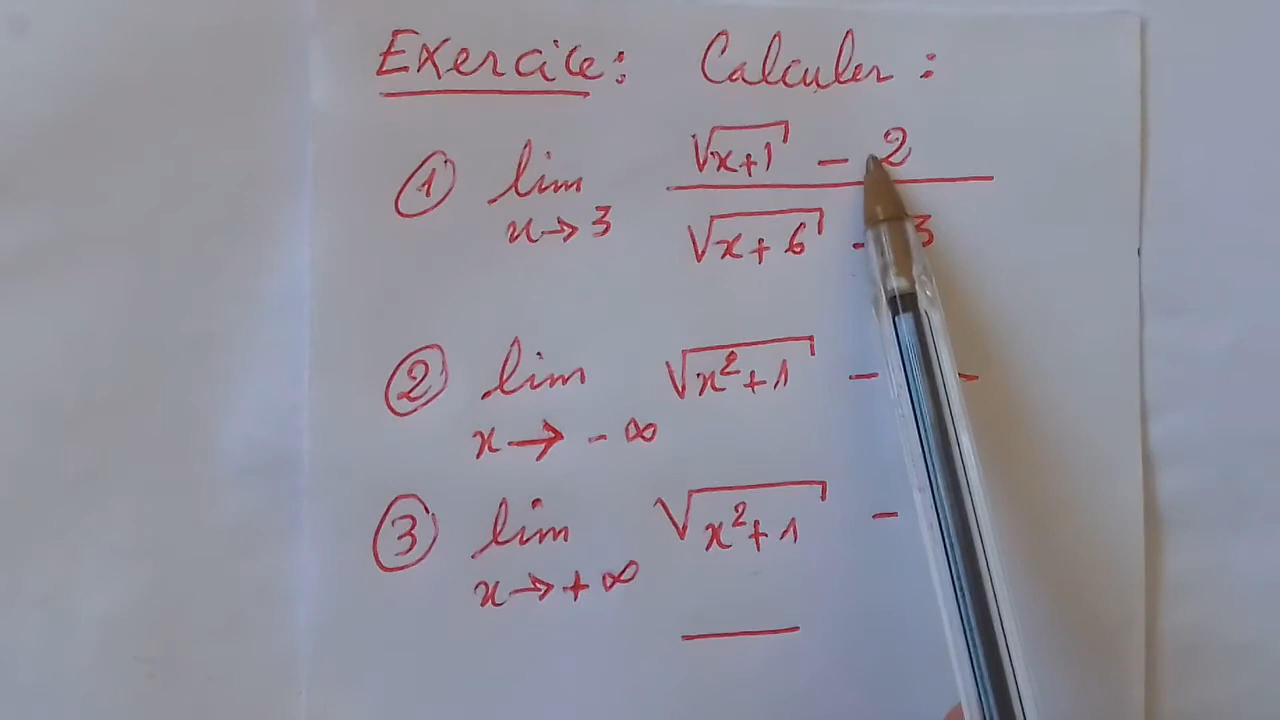 Exercice: Calculer :
① lim √x+1 - 2
x→3 √x+6 - 3
② lim √x²+1 -
x→ - ∞
③ lim √x²+1 -
x→ + ∞